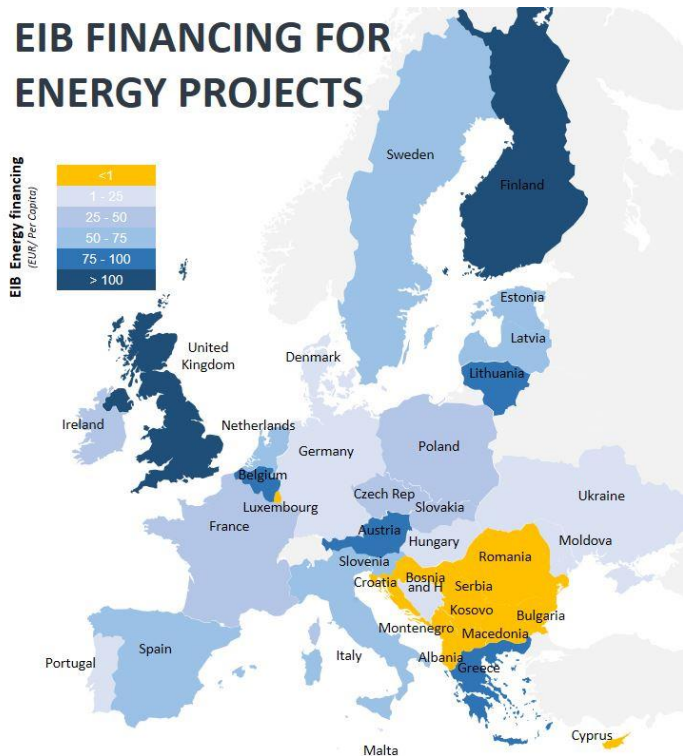 EIB FINANCING FOR
ENERGY PROJECTS
EIB Energy financing
(EUR/ Per Capita)
<1
1 - 25
25 - 50
50 - 75
75 - 100
> 100
Sweden
Finland
Estonia
Latvia
Lithuania
United
Kingdom
Denmark
Ireland
Netherlands
Germany
Poland
Belgium
Luxembourg
Czech Rep
Slovakia
Ukraine
France
Austria
Hungary
Moldova
Slovenia
Romania
Croatia
Bosnia
and H
Serbia
Kosovo
Bulgaria
Montenegro
Macedonia
Spain
Portugal
Italy
Albania
Greece
Cyprus
Malta